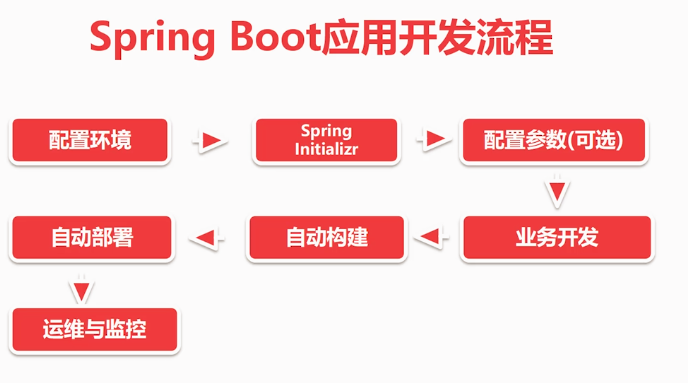 Spring Boot应用开发流程
配置环境
Spring
Initializr
配置参数(可选)
业务开发
自动构建
自动部署
运维与监控